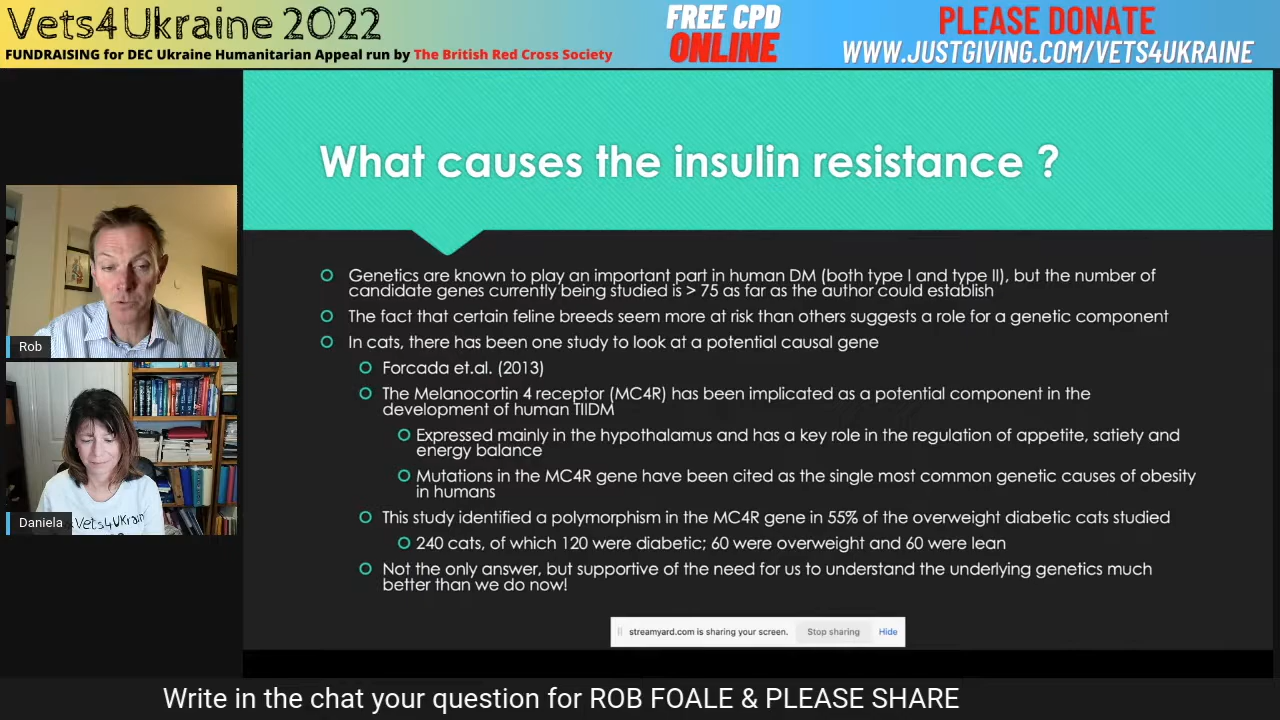 Vets4Ukraine 2022
FUNDRAISING for DEC Ukraine Humanitarian Appeal run by The British Red Cross Society
FREE CPD
ONLINE
PLEASE DONATE
WWW.JUSTGIVING.COM/VETS4UKRAINE
What causes the insulin resistance ?
Genetics are known to play an important part in human DM (both type I and type II), but the number of
candidate genes currently being studied is > 75 as far as the author could establish
The fact that certain feline breeds seem more at risk than others suggests a role for a genetic component
In cats, there has been one study to look at a potential causal gene
Forcada et.al. (2013)
The Melanocortin 4 receptor (MC4R) has been implicated as a potential component in the
development of human TIIDM
Expressed mainly in the hypothalamus and has a key role in the regulation of appetite, satiety and
energy balance
Mutations in the MC4R gene have been cited as the single most common genetic causes of obesity
in humans
This study identified a polymorphism in the MC4R gene in 55% of the overweight diabetic cats studied
240 cats, of which 120 were diabetic; 60 were overweight and 60 were lean
Not the only answer, but supportive of the need for us to understand the underlying genetics much
better than we do now!
Rob
Vets4Ukrain
Daniela
streamyard.com is sharing your screen.
Stop sharing
Hide
Write in the chat your question for ROB FOALE & PLEASE SHARE